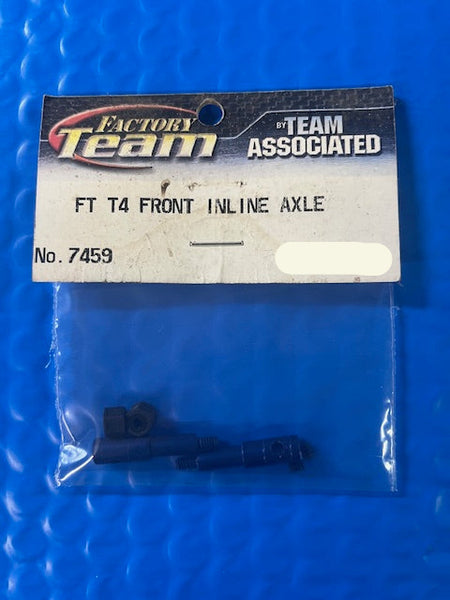 FACTORY
Team
BY TEAM
ASSOCIATED
FT T4 FRONT INLINE AXLE
No. 7459